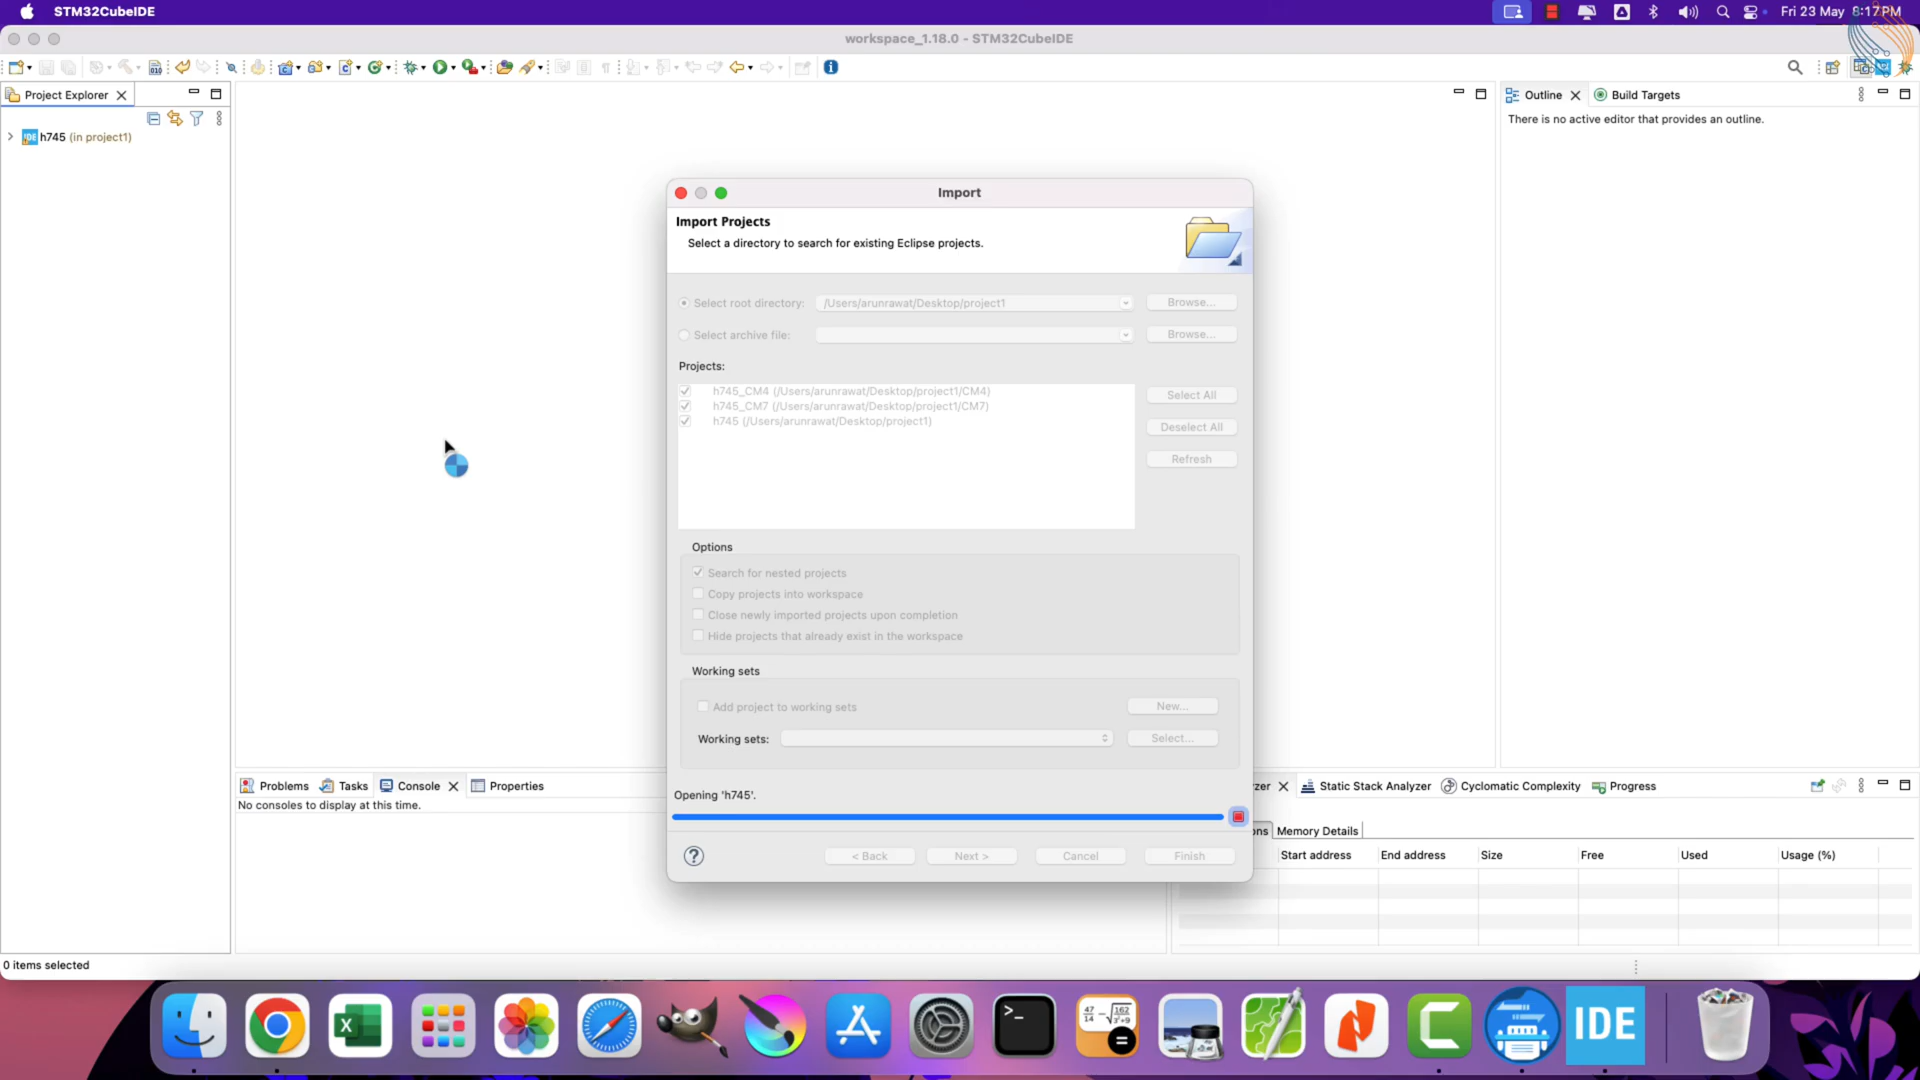 STM32CubeIDE
Fri 23 May 8:17PM
workspace_1.18.0 - STM32CubeIDE
Project Explorer
h745 (in project1)
Outline
Build Targets
There is no active editor that provides an outline.
Import
Import Projects
Select a directory to search for existing Eclipse projects.
Select root directory: /Users/arunrawat/Desktop/project1 Browse...
Select archive file: Browse...
Projects:
h745_CM4 (/Users/arunrawat/Desktop/project1/CM4)
h745_CM7 (/Users/arunrawat/Desktop/project1/CM7)
h745 (/Users/arunrawat/Desktop/project1)
Select All
Deselect All
Refresh
Options
Search for nested projects
Copy projects into workspace
Close newly imported projects upon completion
Hide projects that already exist in the workspace
Working sets
Add project to working sets New...
Working sets: Select...
Opening 'h745'.
< Back Next > Cancel Finish
Problems Tasks Console Properties
No consoles to display at this time.
zer Static Stack Analyzer Cyclomatic Complexity Progress
ons Memory Details
Start address End address Size Free Used Usage (%)
0 items selected
IDE